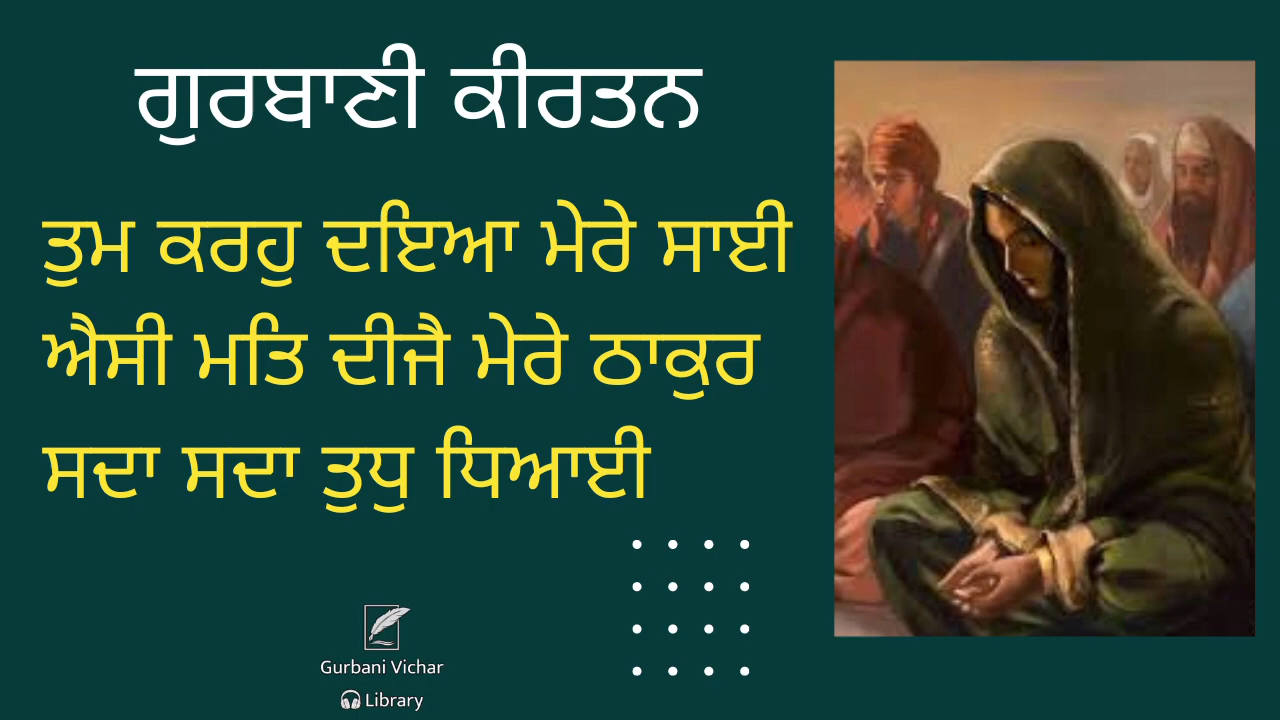 ਗੁਰਬਾਣੀ ਕੀਰਤਨ
ਤੁਮ ਕਰਹੁ ਦਇਆ ਮੇਰੇ ਸਾਈ
ਐਸੀ ਮਤਿ ਦੀਜੈ ਮੇਰੇ ਠਾਕੁਰ
ਸਦਾ ਸਦਾ ਤੁਧੁ ਧਿਆਈ
Gurbani Vichar
Library